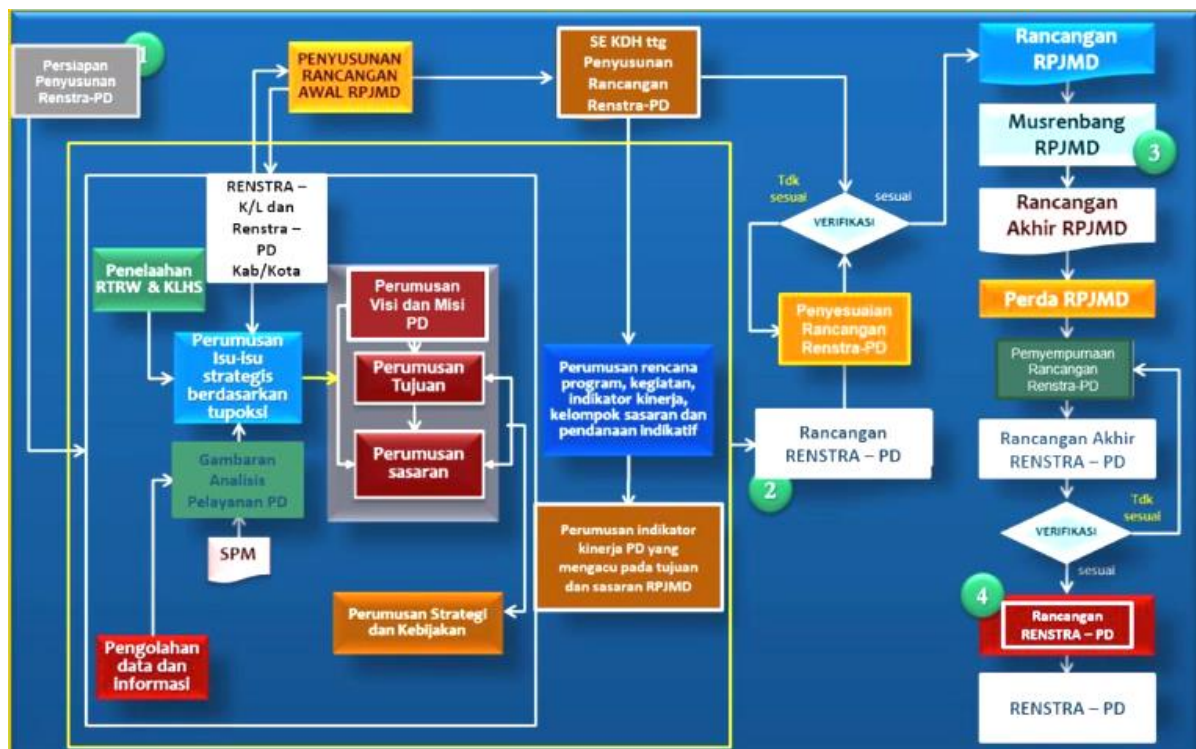 Persiapan
Penyusunan
Renstra-PD
1
PENYUSUNAN
RANCANGAN
AWAL RPJMD
SE KDH ttg
Penyusunan
Rancangan
Renstra-PD
Rancangan
RPJMD
Musrenbang
RPJMD
3
Rancangan
Akhir RPJMD
Perda RPJMD
Pemyempurnaan
Rancangan
Renstra-PD
Rancangan Akhir
RENSTRA – PD
VERIFIKASI
Tdk
sesuai
sesuai
4
Rancangan
RENSTRA – PD
RENSTRA – PD
RENSTRA –
K/L dan
Renstra –
PD
Kab/Kota
Penelaahan
RTRW & KLHS
Perumusan
Isu-isu
strategis
berdasarkan
tupoksi
Gambaran
Analisis
Pelayanan PD
SPM
Pengolahan
data dan
informasi
Perumusan
Visi dan Misi
PD
Perumusan
Tujuan
Perumusan
sasaran
Perumusan Strategi
dan Kebijakan
Perumusan rencana
program, kegiatan,
indikator kinerja,
kelompok sasaran dan
pendanaan indikatif
Perumusan indikator
kinerja PD yang
mengacu pada tujuan
dan sasaran RPJMD
Tdk
sesuai
sesuai
VERIFIKASI
Penyesuaian
Rancangan
Renstra-PD
Rancangan
RENSTRA – PD
2